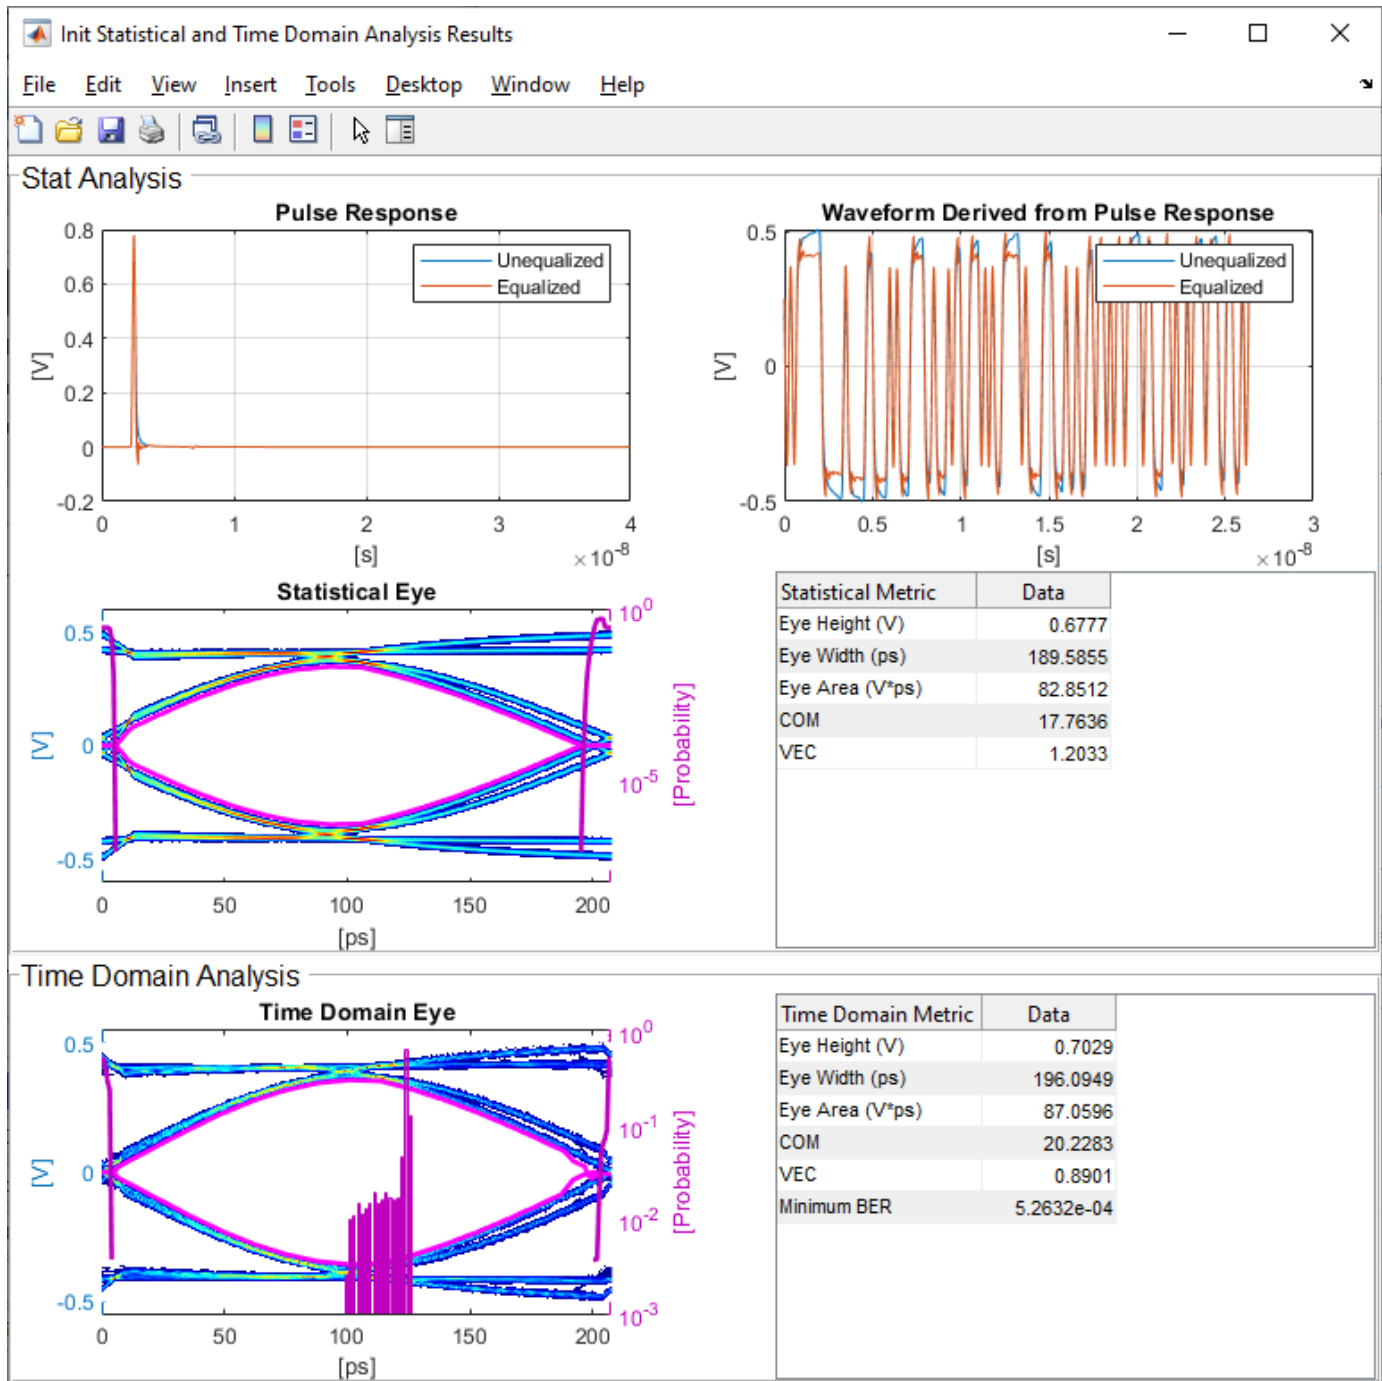 Init Statistical and Time Domain Analysis Results
File Edit View Insert Tools Desktop Window Help
Stat Analysis
Pulse Response
0.8
0.6
0.4
0.2
0
-0.2
[V]
Unequalized
Equalized
0 1 2 3 4
[s]
×10^-8
Waveform Derived from Pulse Response
0.5
0
-0.5
[V]
Unequalized
Equalized
0 0.5 1 1.5 2 2.5 3
[s]
×10^-8
Statistical Eye
0.5
0
-0.5
[V]
10^0
10^-5
[Probability]
0 50 100 150 200
[ps]
Statistical Metric Data
Eye Height (V) 0.6777
Eye Width (ps) 189.5855
Eye Area (V*ps) 82.8512
COM 17.7636
VEC 1.2033
Time Domain Analysis
Time Domain Eye
0.5
0
-0.5
[V]
10^0
10^-1
10^-2
10^-3
[Probability]
0 50 100 150 200
[ps]
Time Domain Metric Data
Eye Height (V) 0.7029
Eye Width (ps) 196.0949
Eye Area (V*ps) 87.0596
COM 20.2283
VEC 0.8901
Minimum BER 5.2632e-04